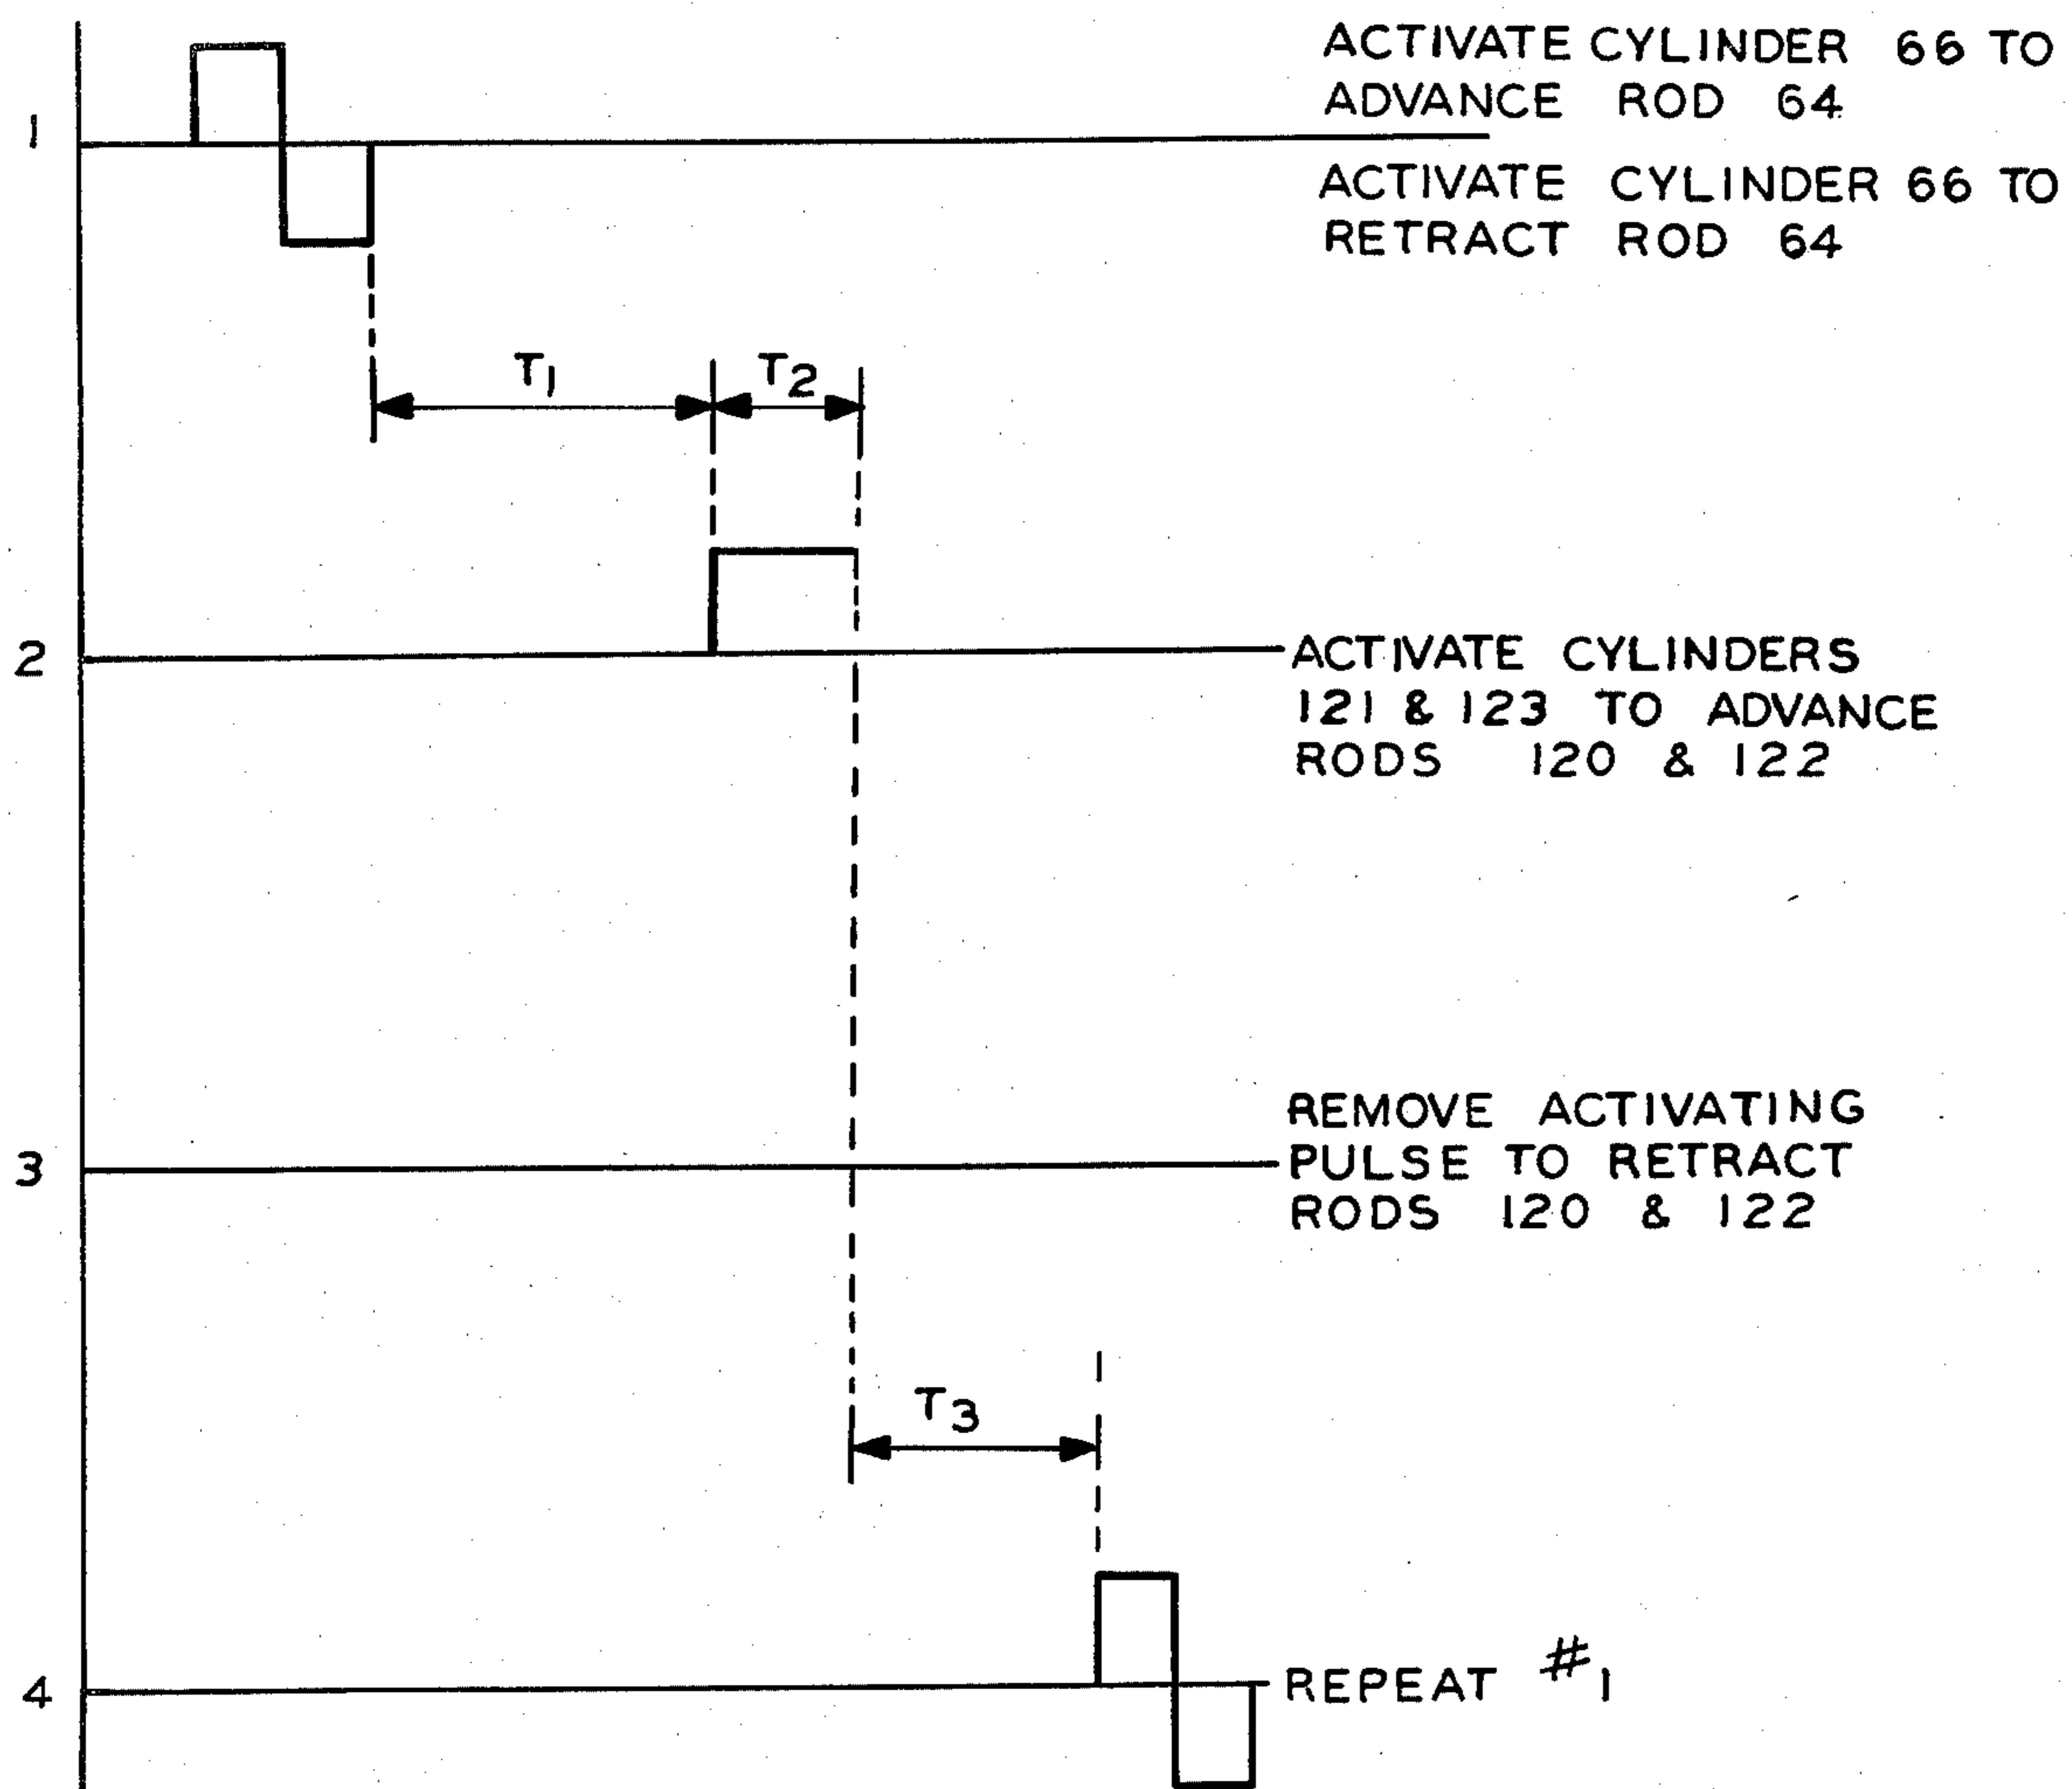 ACTIVATE CYLINDER 66 TO
ADVANCE ROD 64
1
ACTIVATE CYLINDER 66 TO
RETRACT ROD 64
T1 T2
2
ACTIVATE CYLINDERS
121 & 123 TO ADVANCE
RODS 120 & 122
REMOVE ACTIVATING
3
PULSE TO RETRACT
RODS 120 & 122
T3
4
REPEAT #1